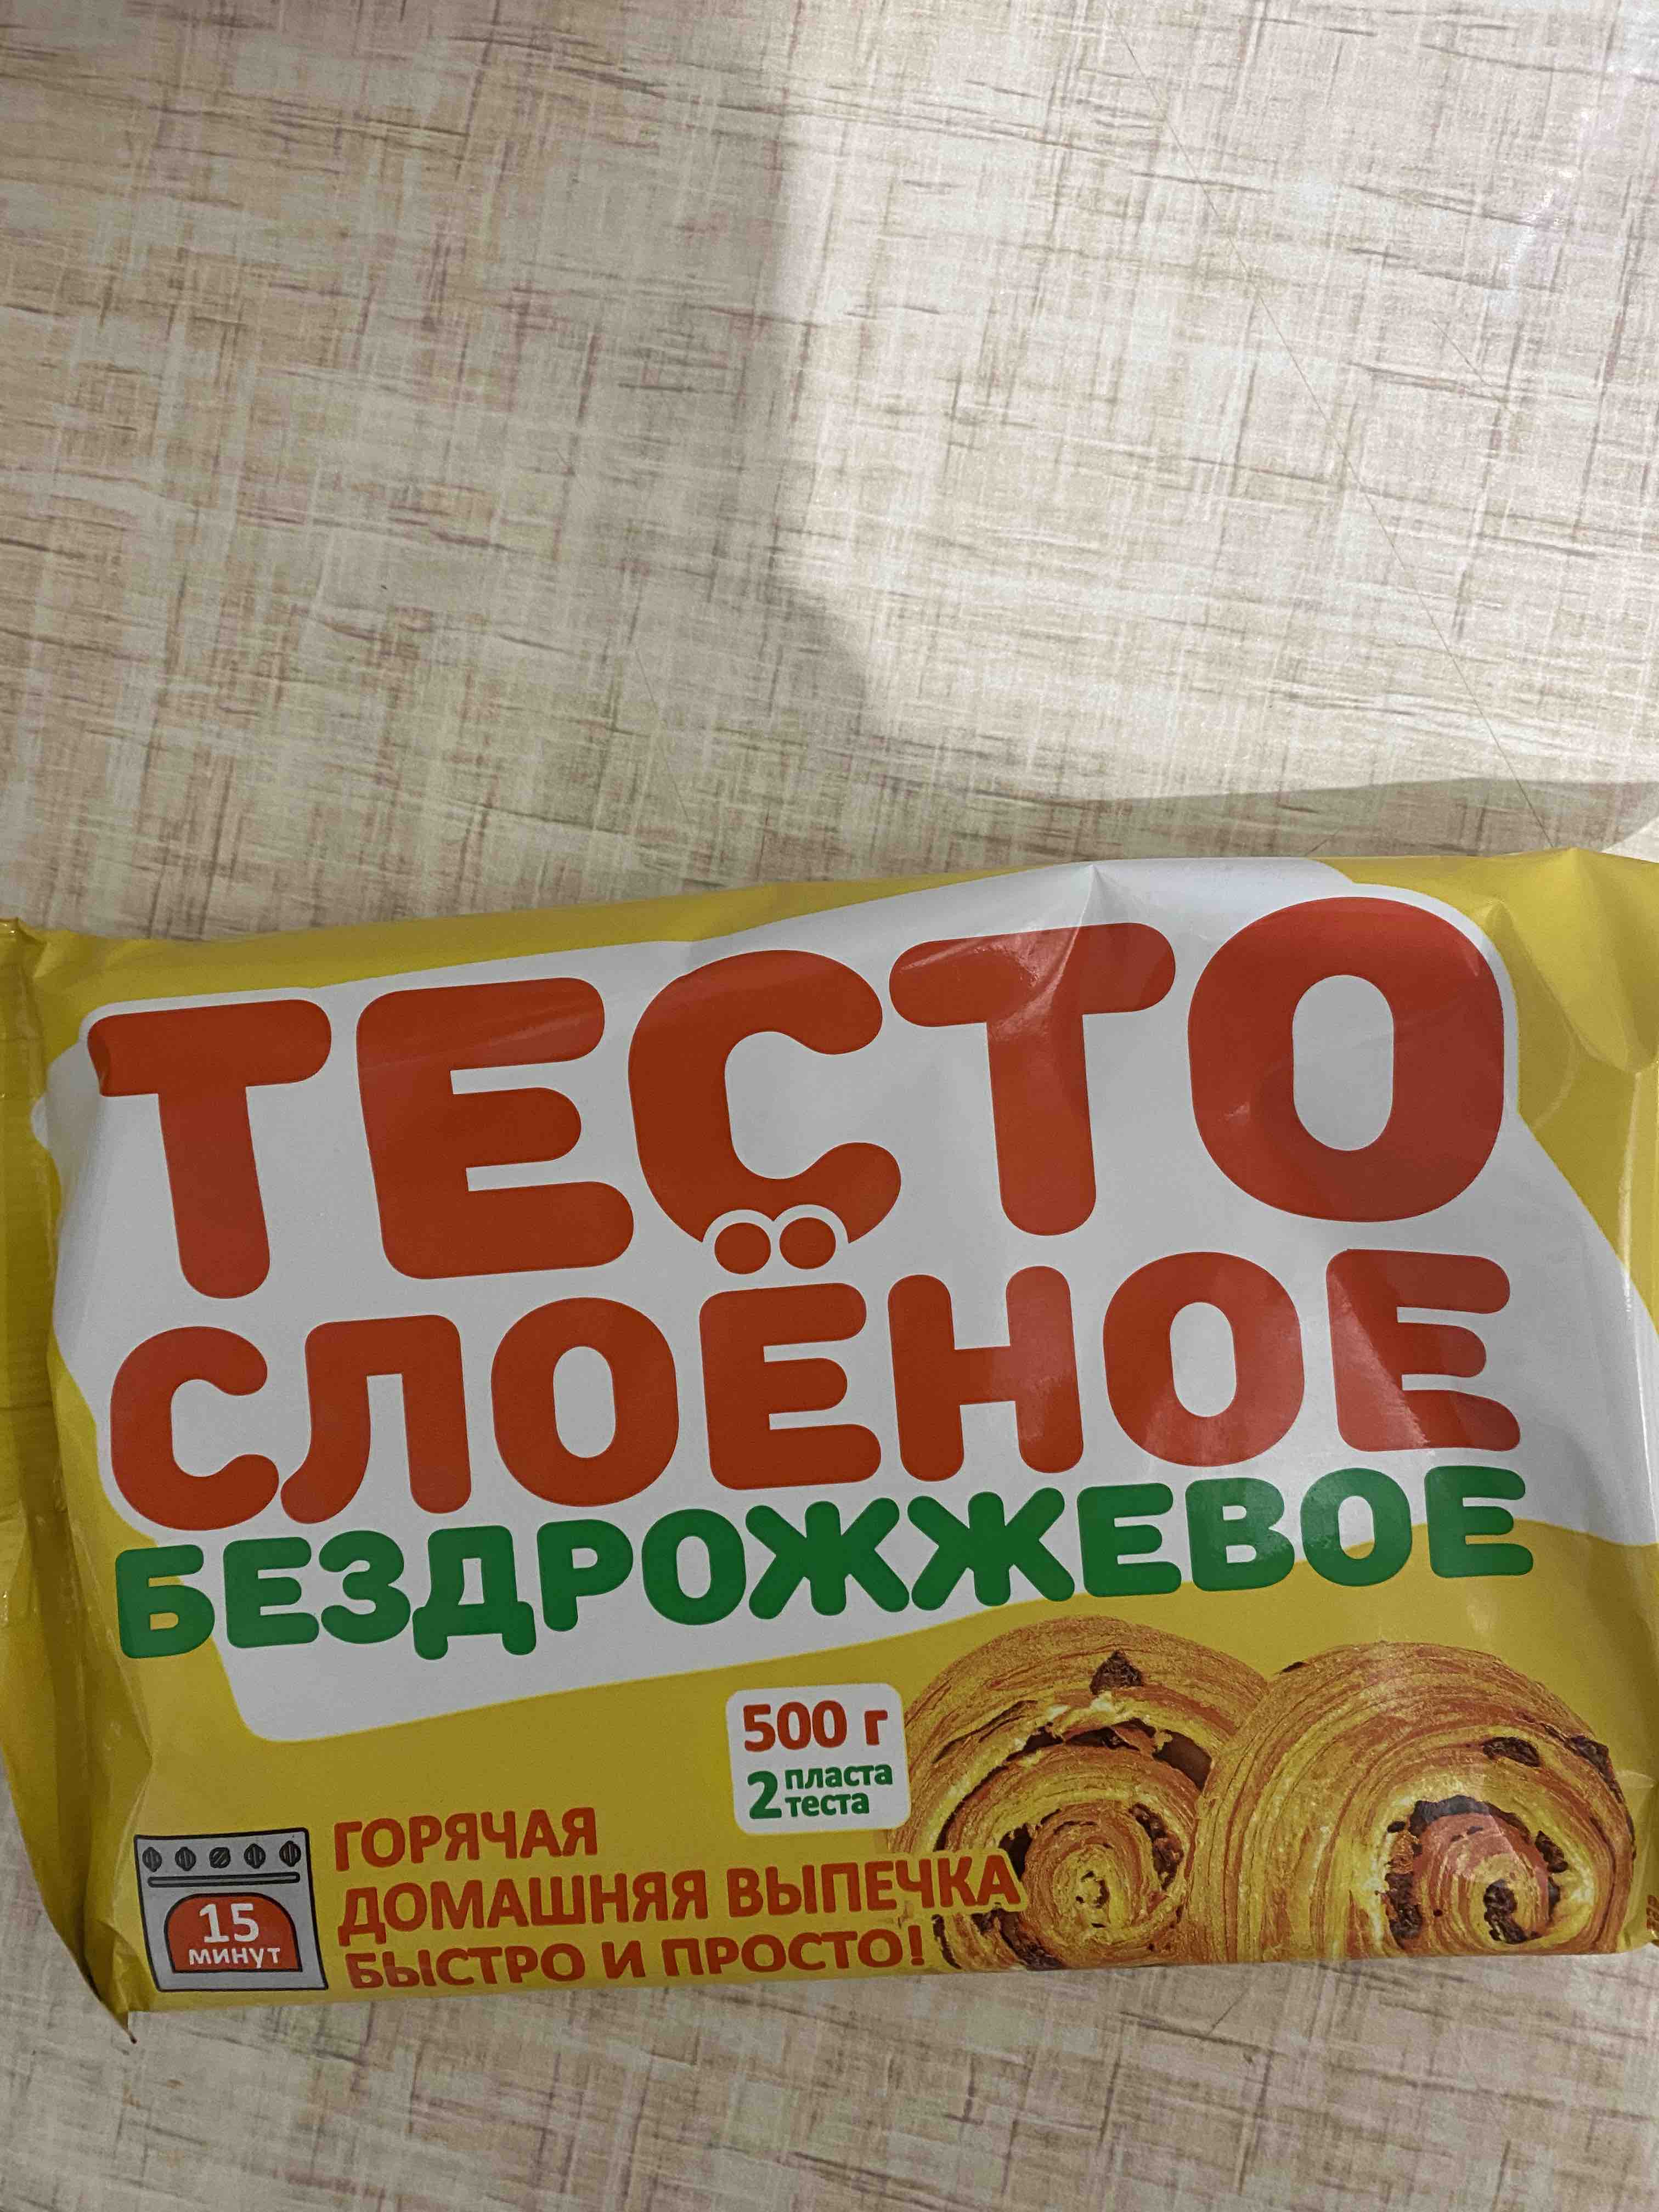 ТЕСТО
СЛОЁНОЕ
БЕЗДРОЖЖЕВОЕ
500 г
2 пласта
теста
15
минут
ГОРЯЧАЯ
ДОМАШНЯЯ ВЫПЕЧКА
БЫСТРО И ПРОСТО!